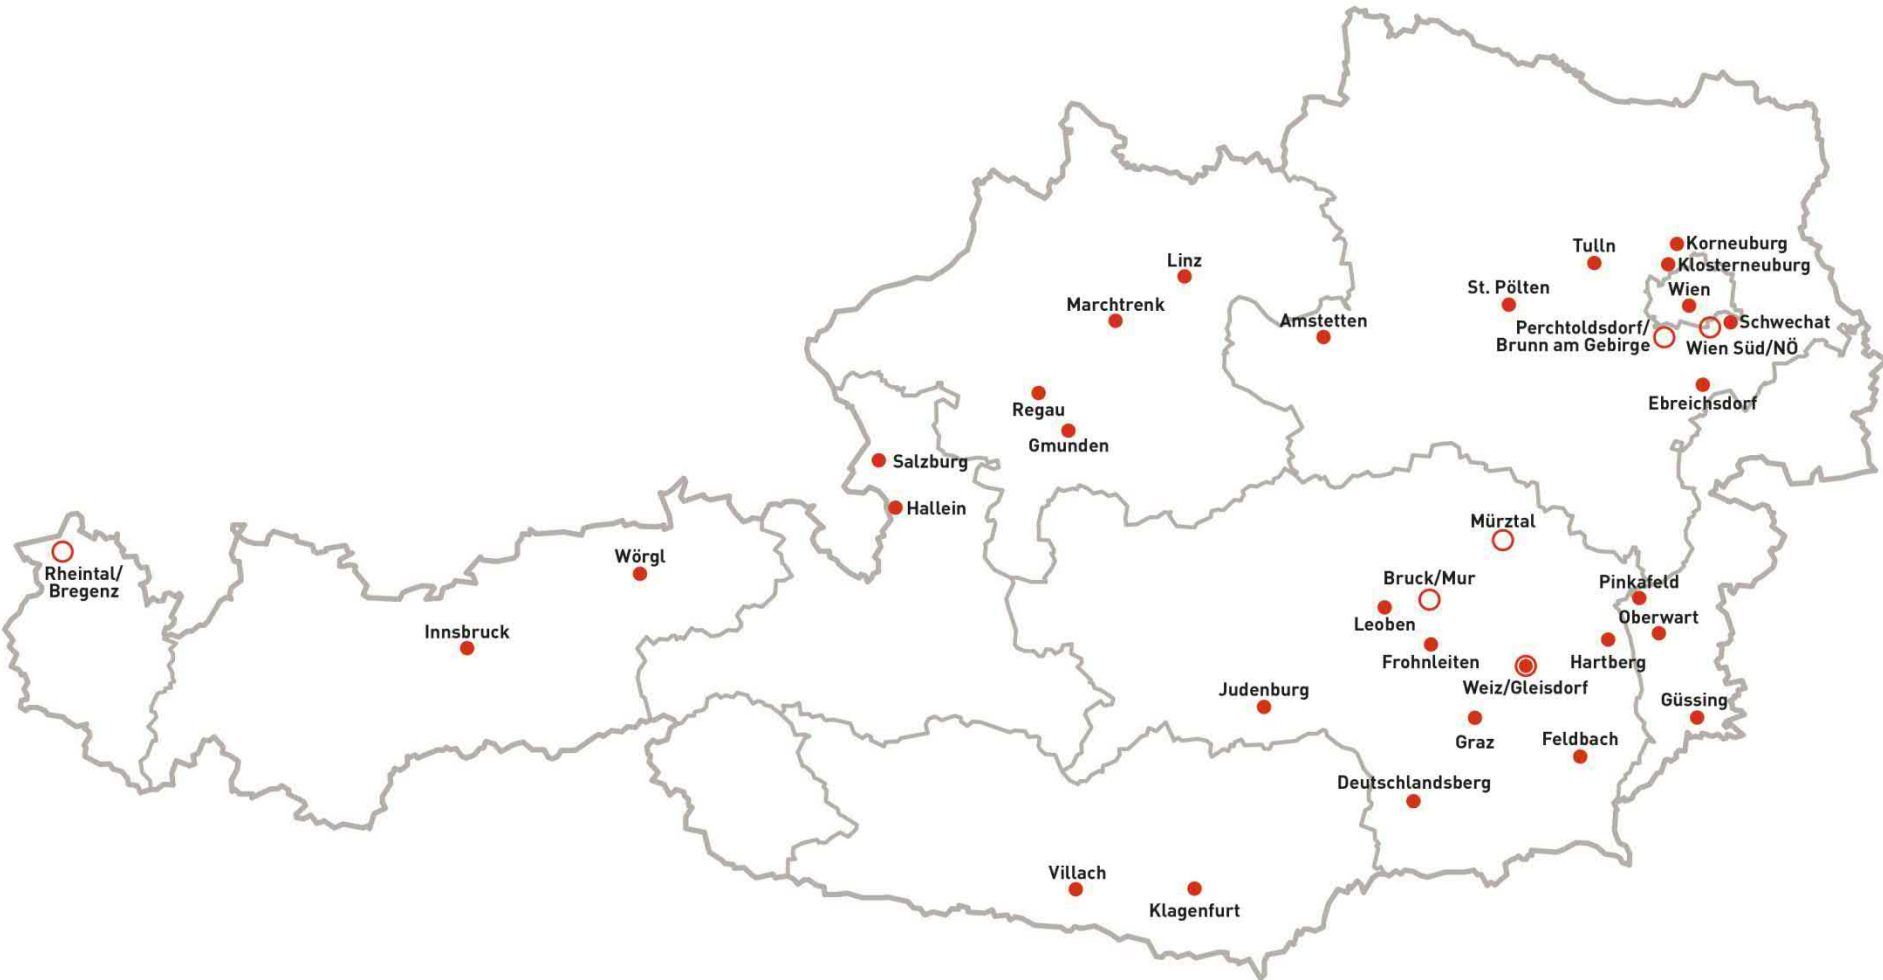 Korneuburg
Tulln
Klosterneuburg
Linz
St. Pölten
Wien
Marchtrenk
Amstetten
Schwechat
Perchtoldsdorf/
Brunn am Gebirge
Wien Süd/NÖ
Ebreichsdorf
Regau
Gmunden
Salzburg
Hallein
Mürztal
Wörgl
Rheintal/
Bregenz
Bruck/Mur
Pinkafeld
Oberwart
Leoben
Innsbruck
Frohnleiten
Hartberg
Weiz/Gleisdorf
Judenburg
Güssing
Graz
Feldbach
Deutschlandsberg
Villach
Klagenfurt